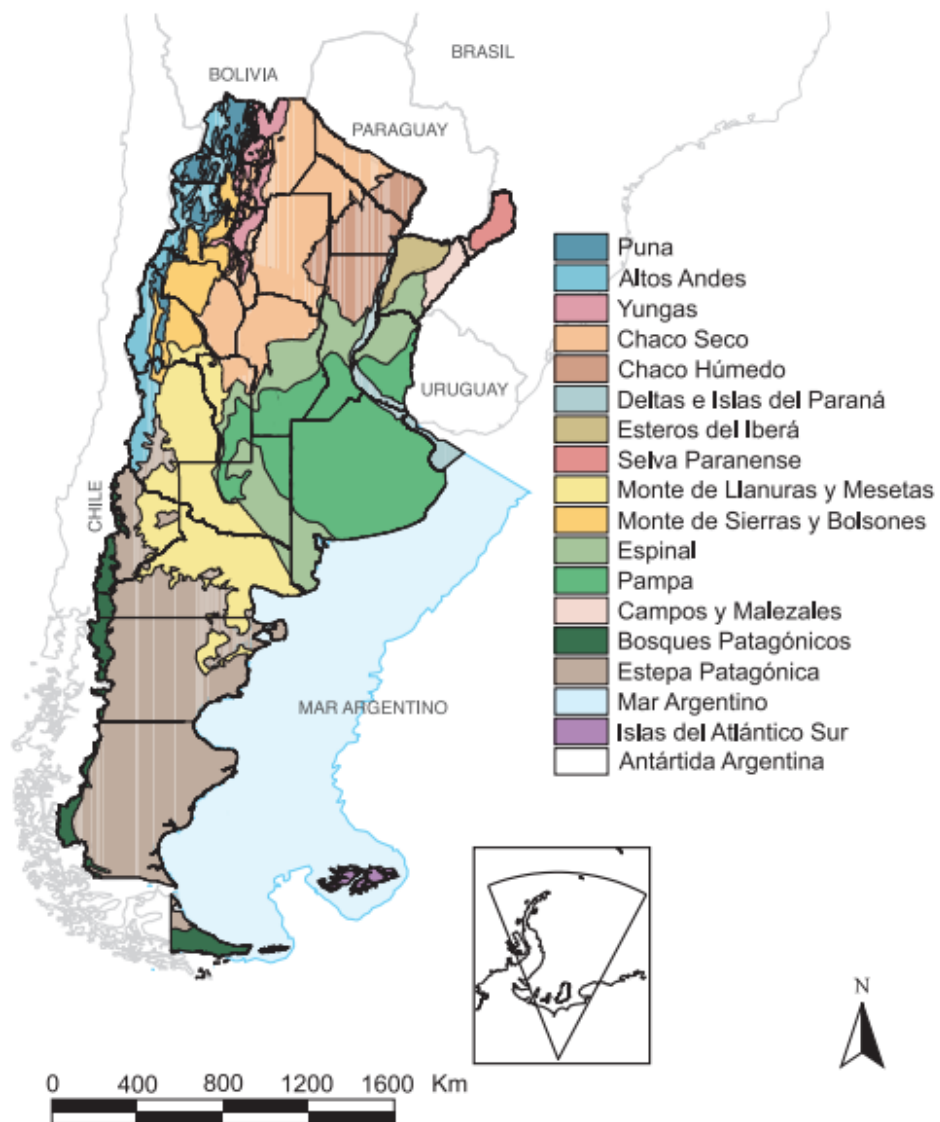 BRASIL
BOLIVIA
PARAGUAY
URUGUAY
CHILE
MAR ARGENTINO
Puna
Altos Andes
Yungas
Chaco Seco
Chaco Húmedo
Deltas e Islas del Paraná
Esteros del Iberá
Selva Paranense
Monte de Llanuras y Mesetas
Monte de Sierras y Bolsones
Espinal
Pampa
Campos y Malezales
Bosques Patagónicos
Estepa Patagónica
Mar Argentino
Islas del Atlántico Sur
Antártida Argentina
N
0 400 800 1200 1600 Km